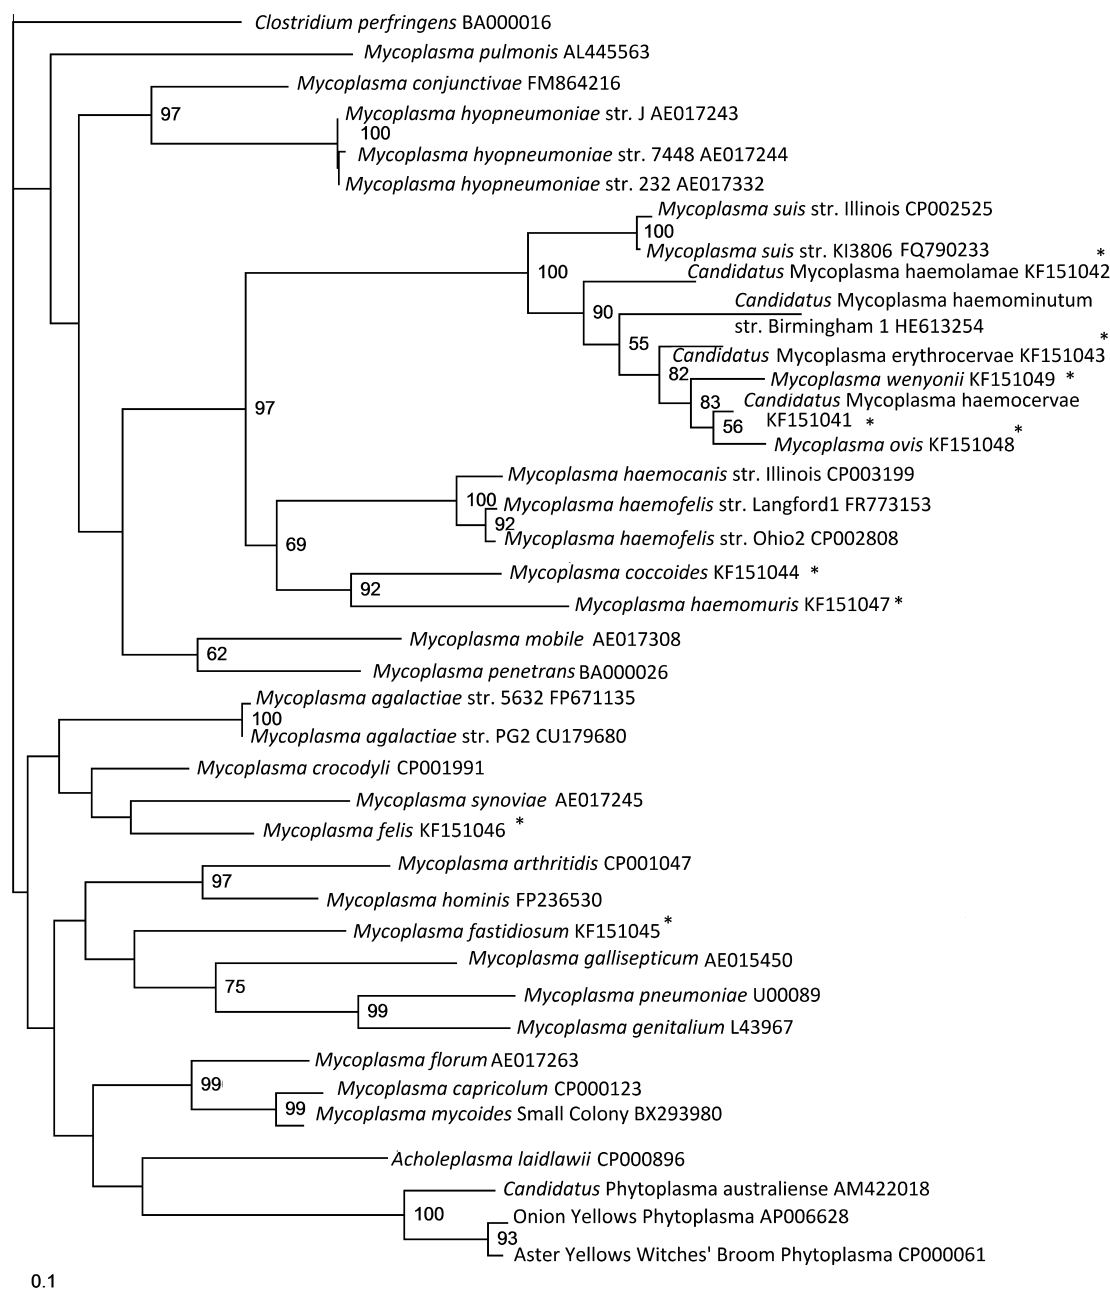 Clostridium perfringens BA000016
Mycoplasma pulmonis AL445563
Mycoplasma conjunctivae FM864216
97
Mycoplasma hyopneumoniae str. J AE017243
100
Mycoplasma hyopneumoniae str. 7448 AE017244
Mycoplasma hyopneumoniae str. 232 AE017332
Mycoplasma suis str. Illinois CP002525
100
Mycoplasma suis str. KI3806 FQ790233
*
100
Candidatus Mycoplasma haemolamae KF151042
90
Candidatus Mycoplasma haemominutum
str. Birmingham 1 HE613254
*
55
Candidatus Mycoplasma erythrocervae KF151043
82
Mycoplasma wenyonii KF151049 *
83
Candidatus Mycoplasma haemocervae
KF151041 *
56
*
Mycoplasma ovis KF151048
97
Mycoplasma haemocanis str. Illinois CP003199
100
Mycoplasma haemofelis str. Langford1 FR773153
92
Mycoplasma haemofelis str. Ohio2 CP002808
69
Mycoplasma coccoides KF151044 *
92
Mycoplasma haemomuris KF151047 *
Mycoplasma mobile AE017308
62
Mycoplasma penetrans BA000026
Mycoplasma agalactiae str. 5632 FP671135
100
Mycoplasma agalactiae str. PG2 CU179680
Mycoplasma crocodyli CP001991
Mycoplasma synoviae AE017245
Mycoplasma felis KF151046 *
Mycoplasma arthritidis CP001047
97
Mycoplasma hominis FP236530
Mycoplasma fastidiosum KF151045 *
Mycoplasma gallisepticum AE015450
75
Mycoplasma pneumoniae U00089
99
Mycoplasma genitalium L43967
Mycoplasma florum AE017263
99
Mycoplasma capricolum CP000123
99
Mycoplasma mycoides Small Colony BX293980
Acholeplasma laidlawii CP000896
Candidatus Phytoplasma australiense AM422018
100
Onion Yellows Phytoplasma AP006628
93
Aster Yellows Witches' Broom Phytoplasma CP000061
0.1